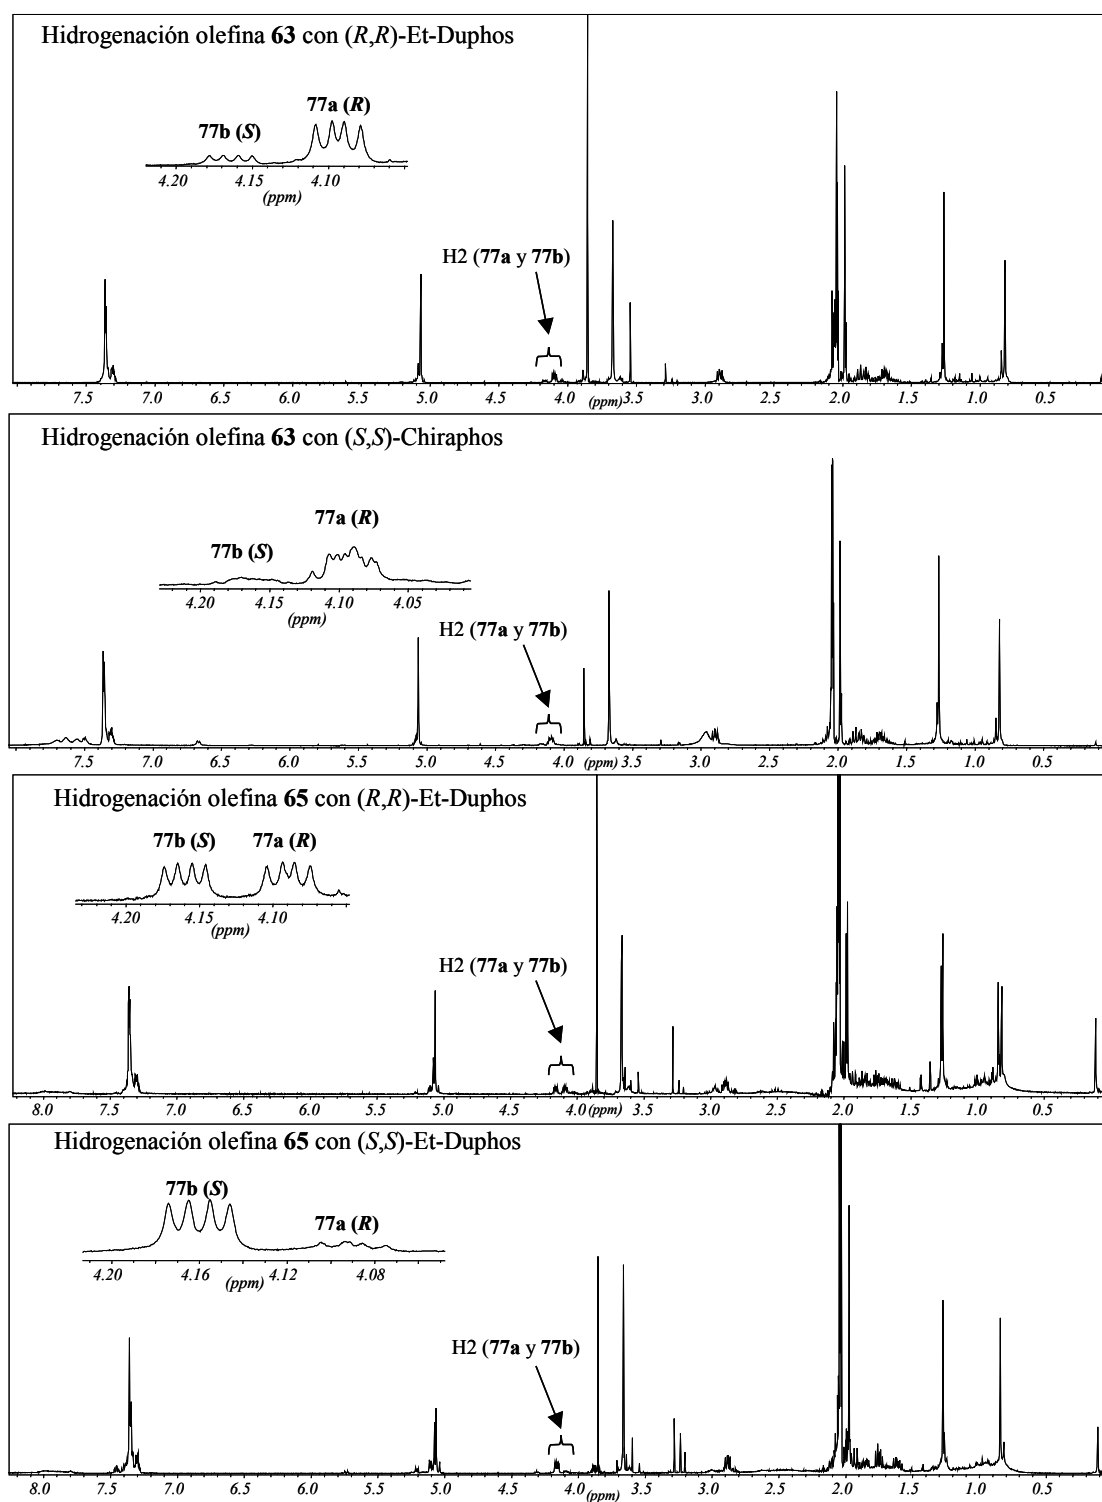 Hidrogenación olefina 63 con (R,R)-Et-Duphos
77a (R)
77b (S)
4.20 4.15 4.10
(ppm)
H2 (77a y 77b)
7.5 7.0 6.5 6.0 5.5 5.0 4.5 4.0 (ppm) 3.5 3.0 2.5 2.0 1.5 1.0 0.5
Hidrogenación olefina 63 con (S,S)-Chiraphos
77a (R)
77b (S)
4.20 4.15 4.10 4.05
(ppm)
H2 (77a y 77b)
7.5 7.0 6.5 6.0 5.5 5.0 4.5 4.0 (ppm) 3.5 3.0 2.5 2.0 1.5 1.0 0.5
Hidrogenación olefina 65 con (R,R)-Et-Duphos
77b (S) 77a (R)
4.20 4.15 4.10
(ppm)
H2 (77a y 77b)
8.0 7.5 7.0 6.5 6.0 5.5 5.0 4.5 4.0 (ppm) 3.5 3.0 2.5 2.0 1.5 1.0 0.5
Hidrogenación olefina 65 con (S,S)-Et-Duphos
77b (S)
77a (R)
4.20 4.16 (ppm) 4.12 4.08
H2 (77a y 77b)
8.0 7.5 7.0 6.5 6.0 5.5 5.0 4.5 4.0 (ppm) 3.5 3.0 2.5 2.0 1.5 1.0 0.5